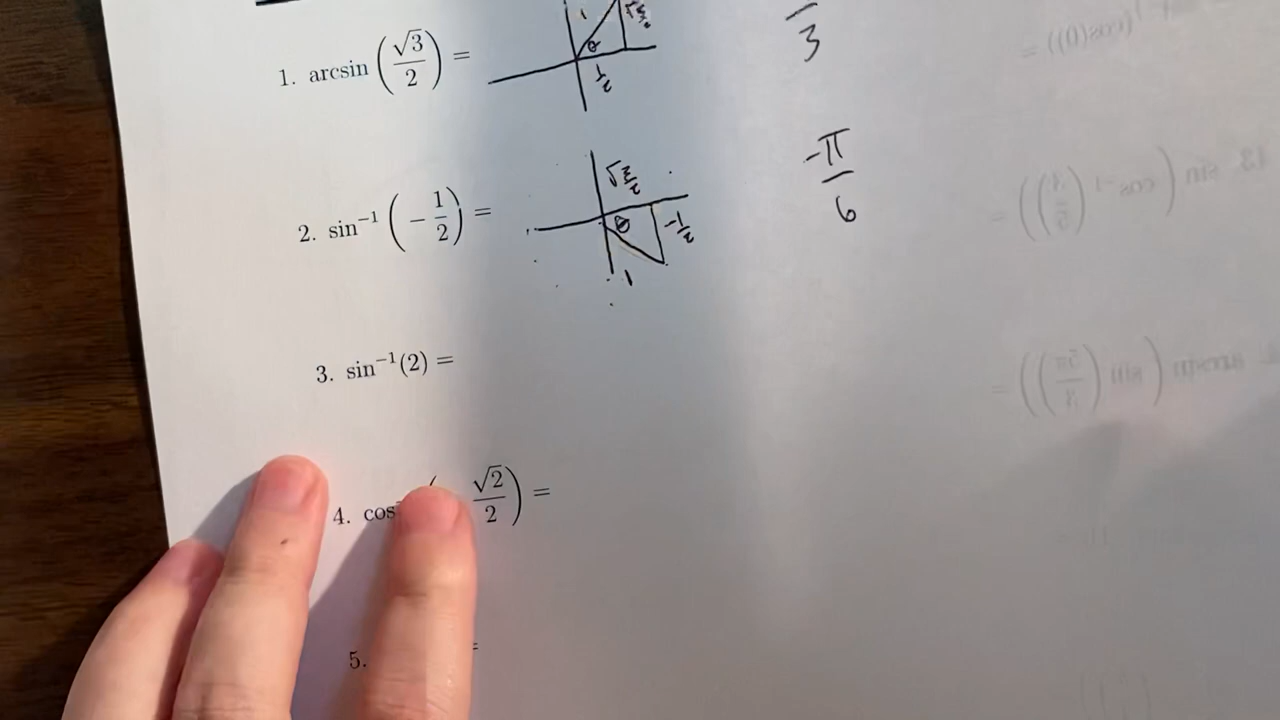 1. arcsin (√3/2) = 1 θ √3/2 1/2 /3
2. sin⁻¹ (-1/2) = √3/2 θ -1/2 1 -π/6
3. sin⁻¹(2) =
4. cos √2/2) =
5. =